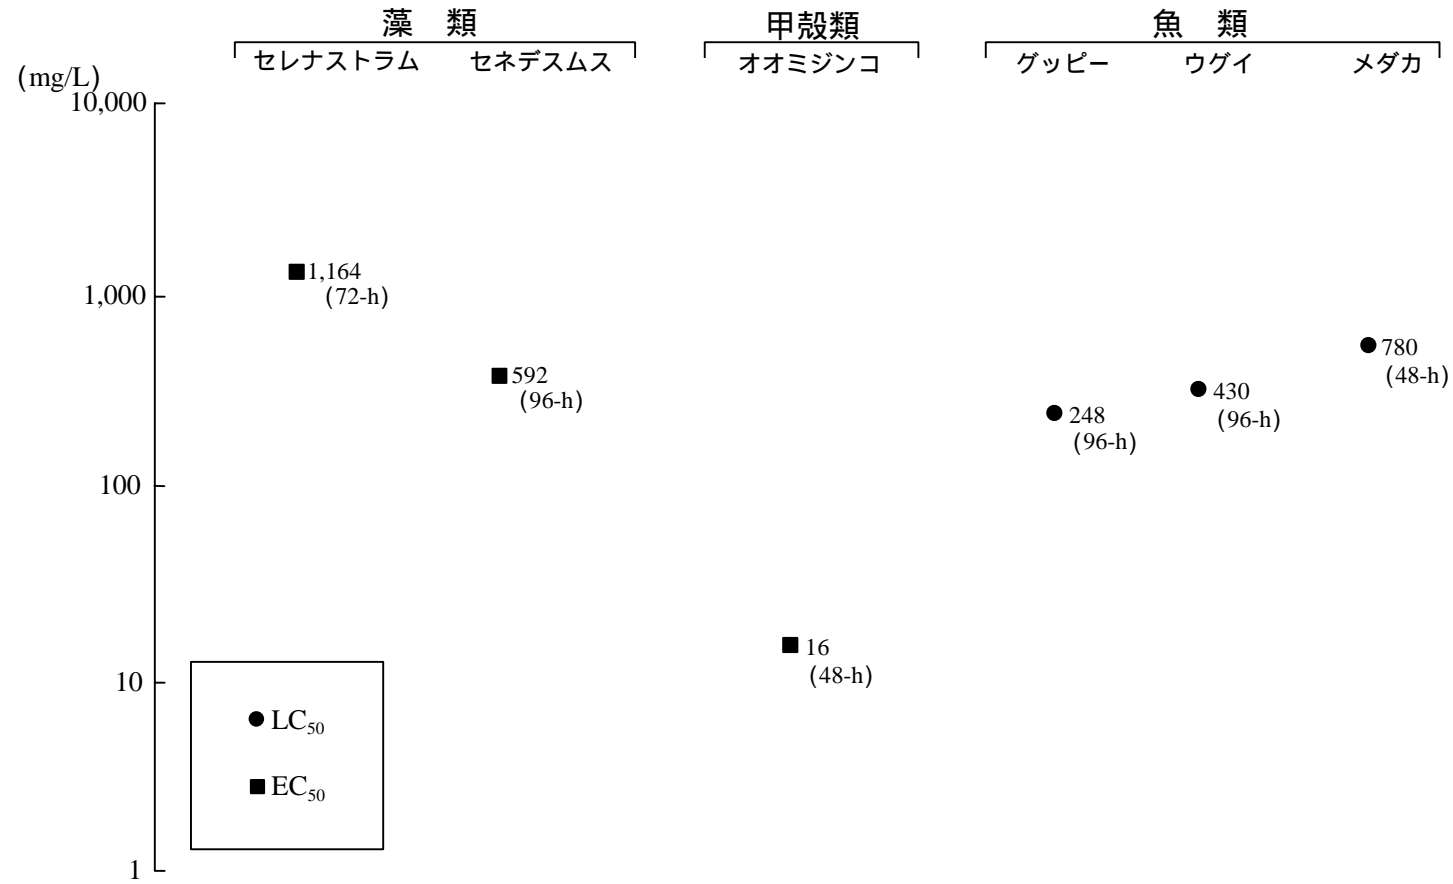 藻 類
甲殻類
魚 類
セレナストラム
セネデスムス
オオミジンコ
グッピー
ウグイ
メダカ
(mg/L)
10,000
1,164
(72-h)
1,000
780
(48-h)
592
(96-h)
430
(96-h)
248
(96-h)
100
16
(48-h)
10
LC50
EC50
1